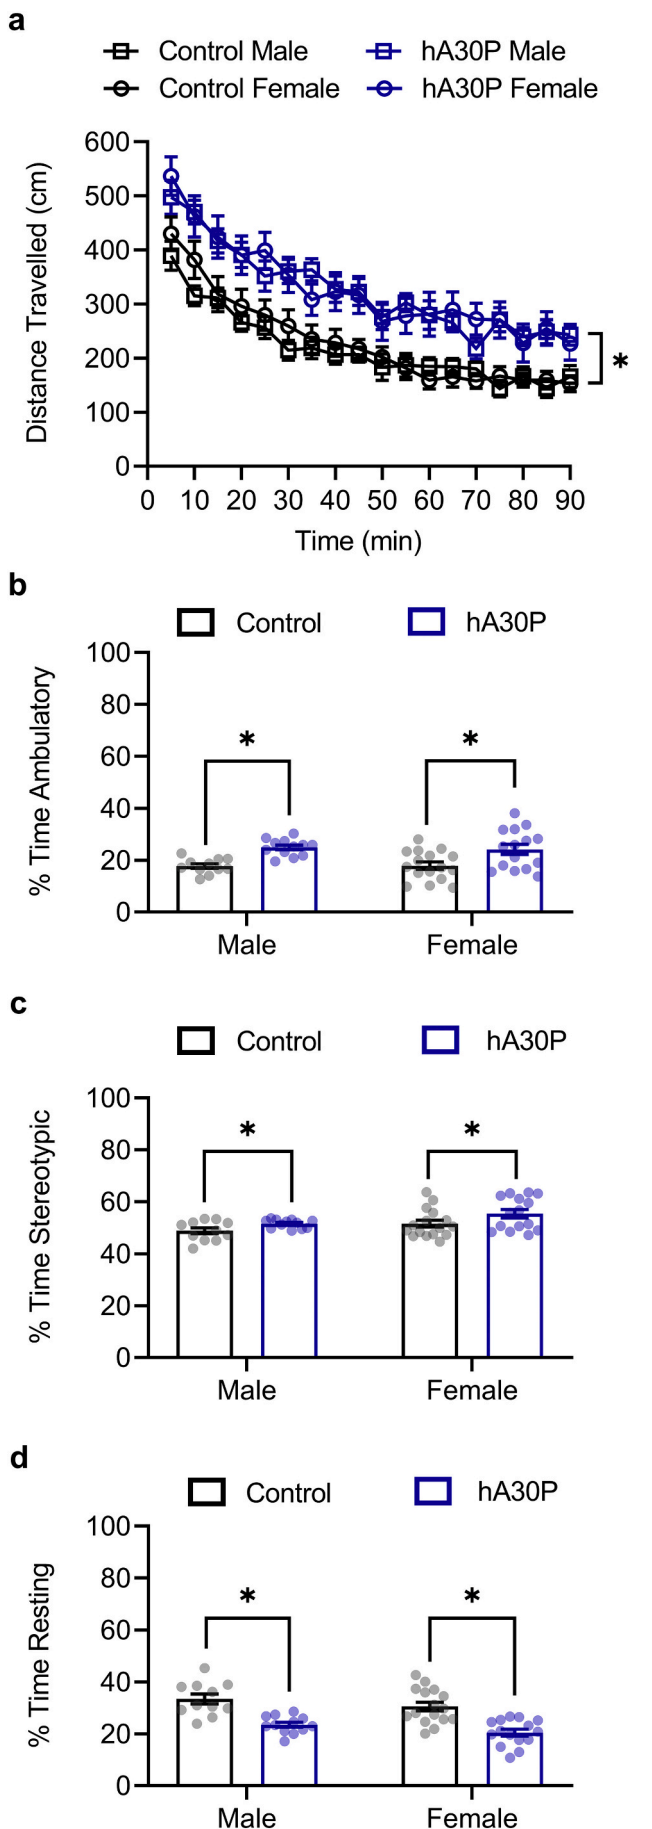 a
Control Male hA30P Male
Control Female hA30P Female
600
500
400
300
200
100
0
Distance Travelled (cm)
*
0 10 20 30 40 50 60 70 80 90
Time (min)
b
Control hA30P
100
80
60
40
20
0
% Time Ambulatory
* *
Male Female
c
Control hA30P
100
80
60
40
20
0
% Time Stereotypic
* *
Male Female
d
Control hA30P
100
80
60
40
20
0
% Time Resting
* *
Male Female